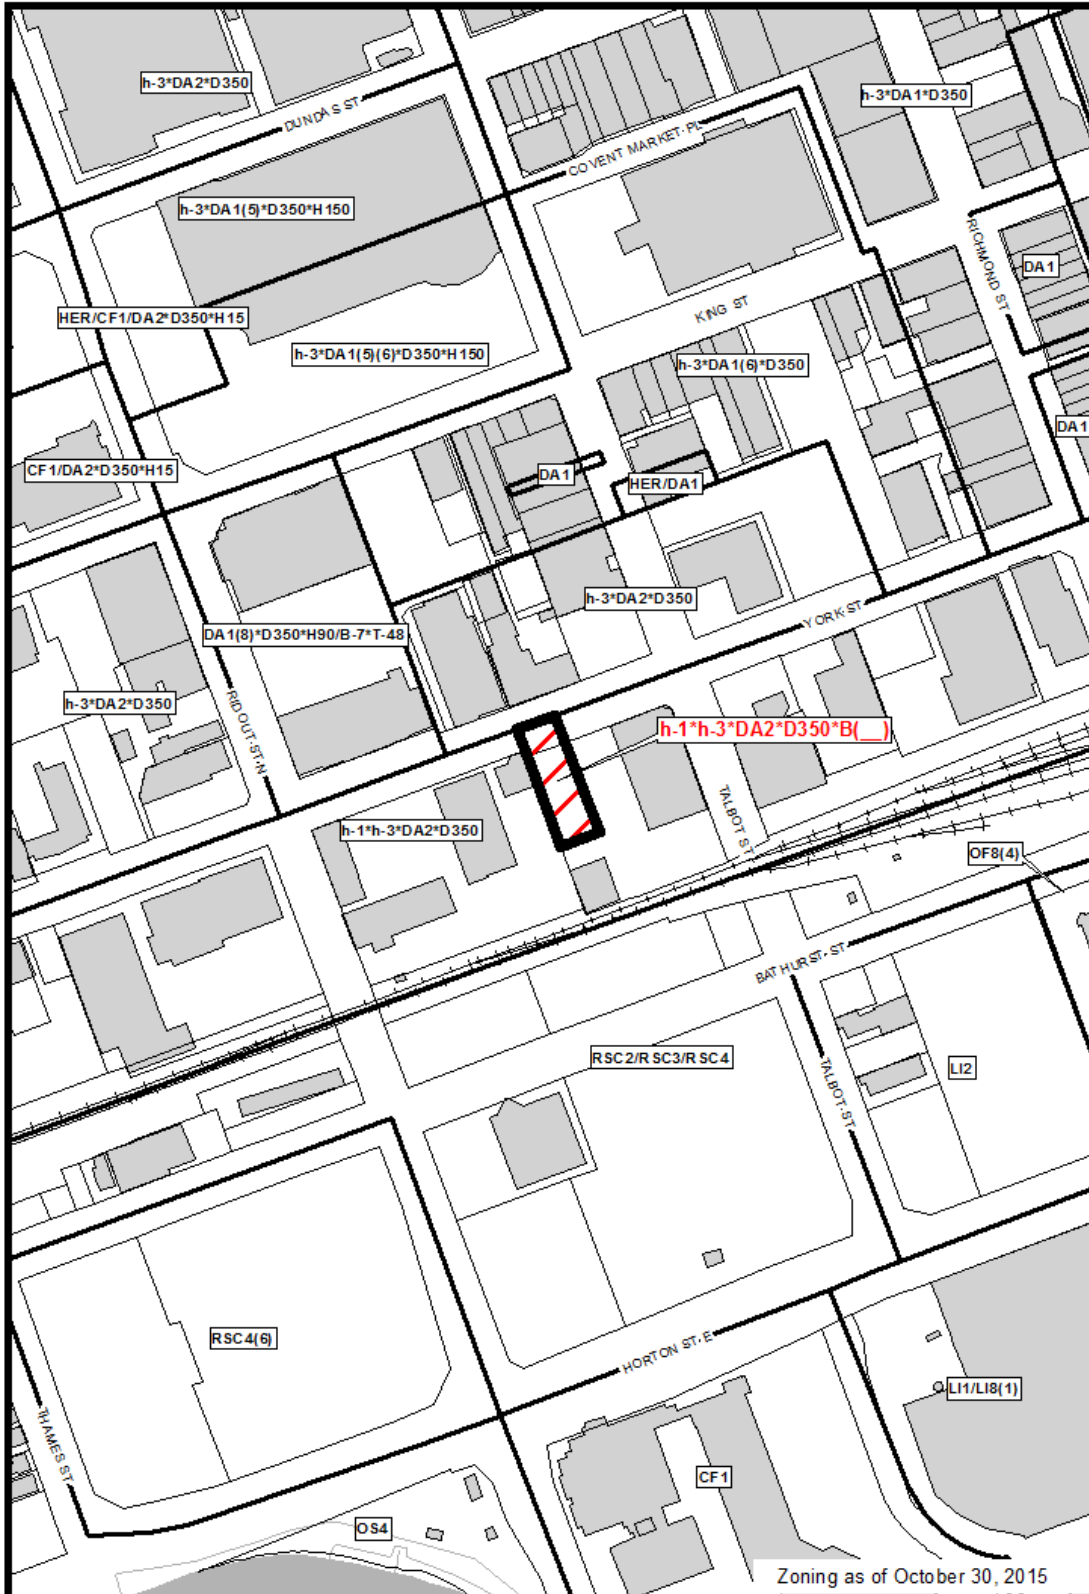 h-3*DA2*D350
DUNDAS ST
h-3*DA1*D350
COVENT MARKET PL
h-3*DA1(5)*D350*H150
RICHMOND ST
DA1
HER/CF1/DA2*D350*H15
KING ST
h-3*DA1(5)(6)*D350*H150
h-3*DA1(6)*D350
DA1
CF1/DA2*D350*H15
DA1
HER/DA1
h-3*DA2*D350
YORK ST
DA1(8)*D350*H90/B-7*T-48
h-3*DA2*D350
RIDOUT ST N
h-1*h-3*DA2*D350*B(__)
TALBOT ST
h-1*h-3*DA2*D350
OF8(4)
BATHURST ST
RSC2/RSC3/RSC4
LI2
TALBOT ST
RSC4(6)
HORTON ST E
LI1/LI8(1)
THAMES ST
CF1
OS4
Zoning as of October 30, 2015